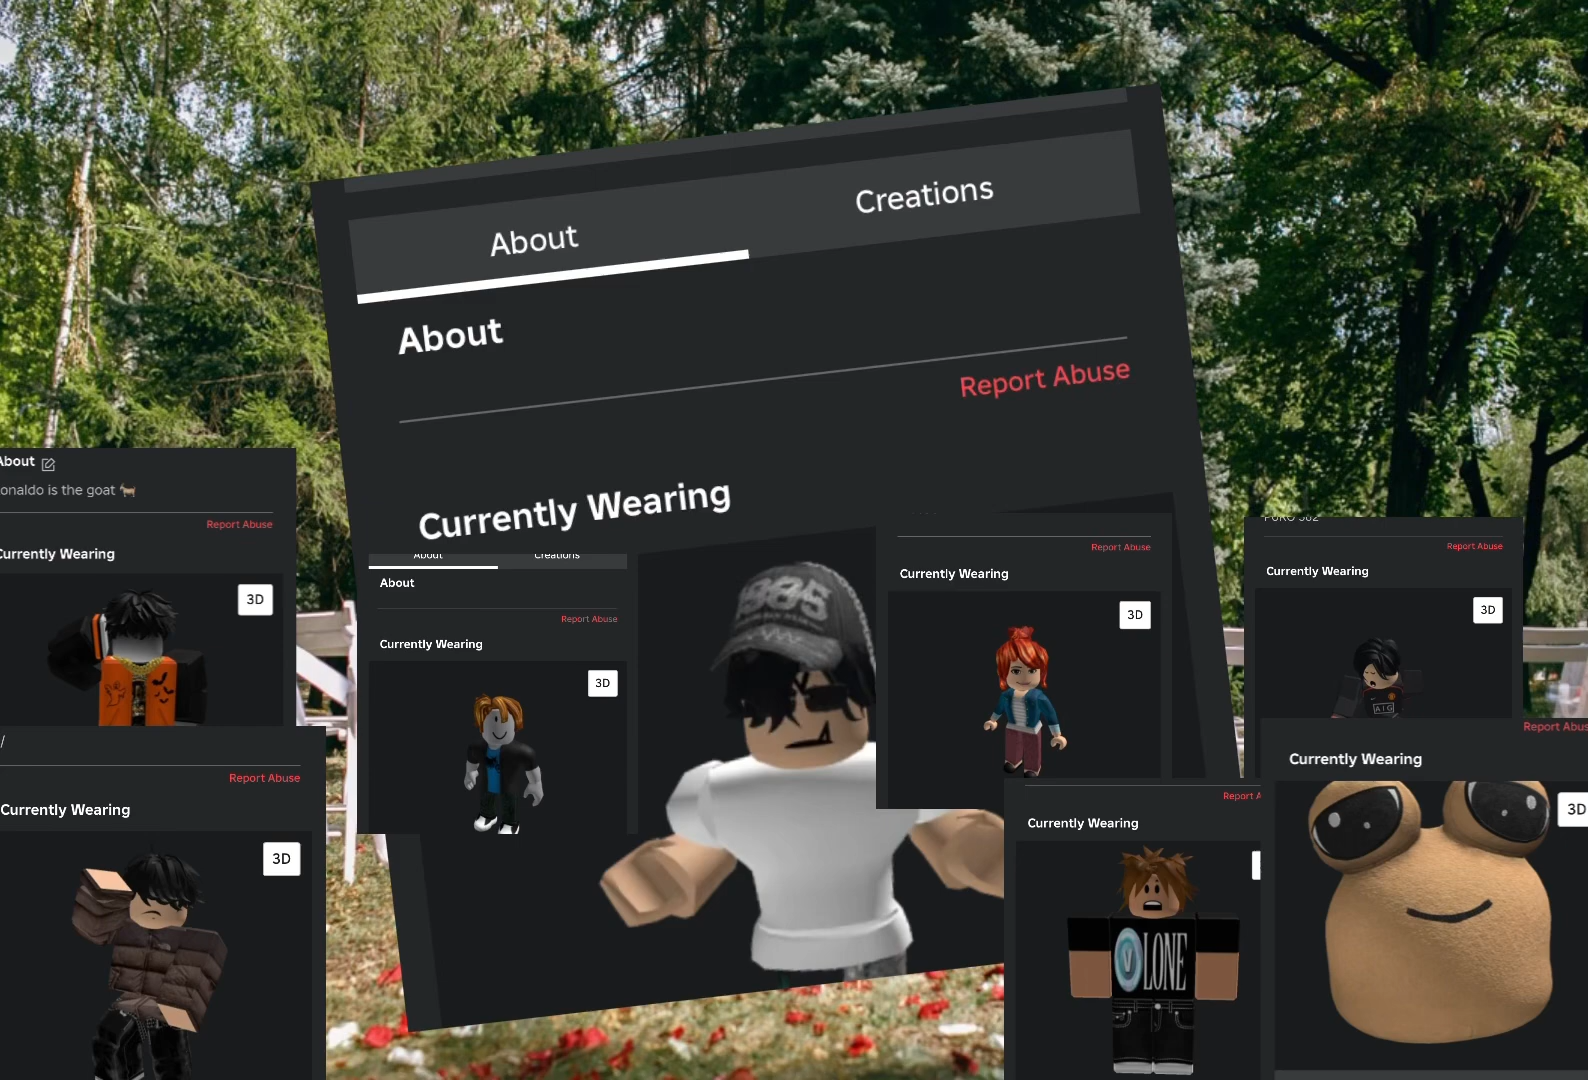 About
Creations
About
Report Abuse
Currently Wearing
985
About
onaldo is the goat 🐐
Report Abuse
Currently Wearing
3D
/
Report Abuse
Currently Wearing
3D
About
Creations
About
Report Abuse
Currently Wearing
3D
Report Abuse
Currently Wearing
3D
Report Abuse
Currently Wearing
3D
AIG
Report A
Currently Wearing
V LONE
Report Abus
Currently Wearing
3D